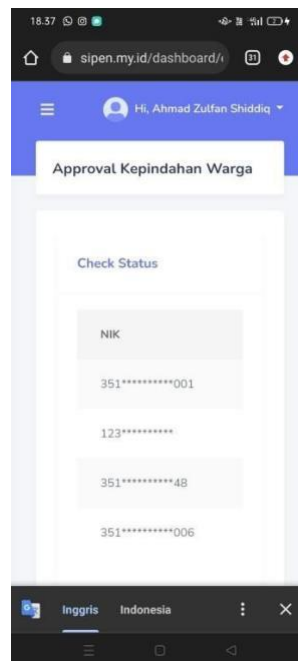 18.37
sipen.my.id/dashboard/
31
Hi, Ahmad Zulfan Shiddiq
Approval Kepindahan Warga
Check Status
NIK
351**********001
123**********
351**********48
351**********006
Inggris Indonesia